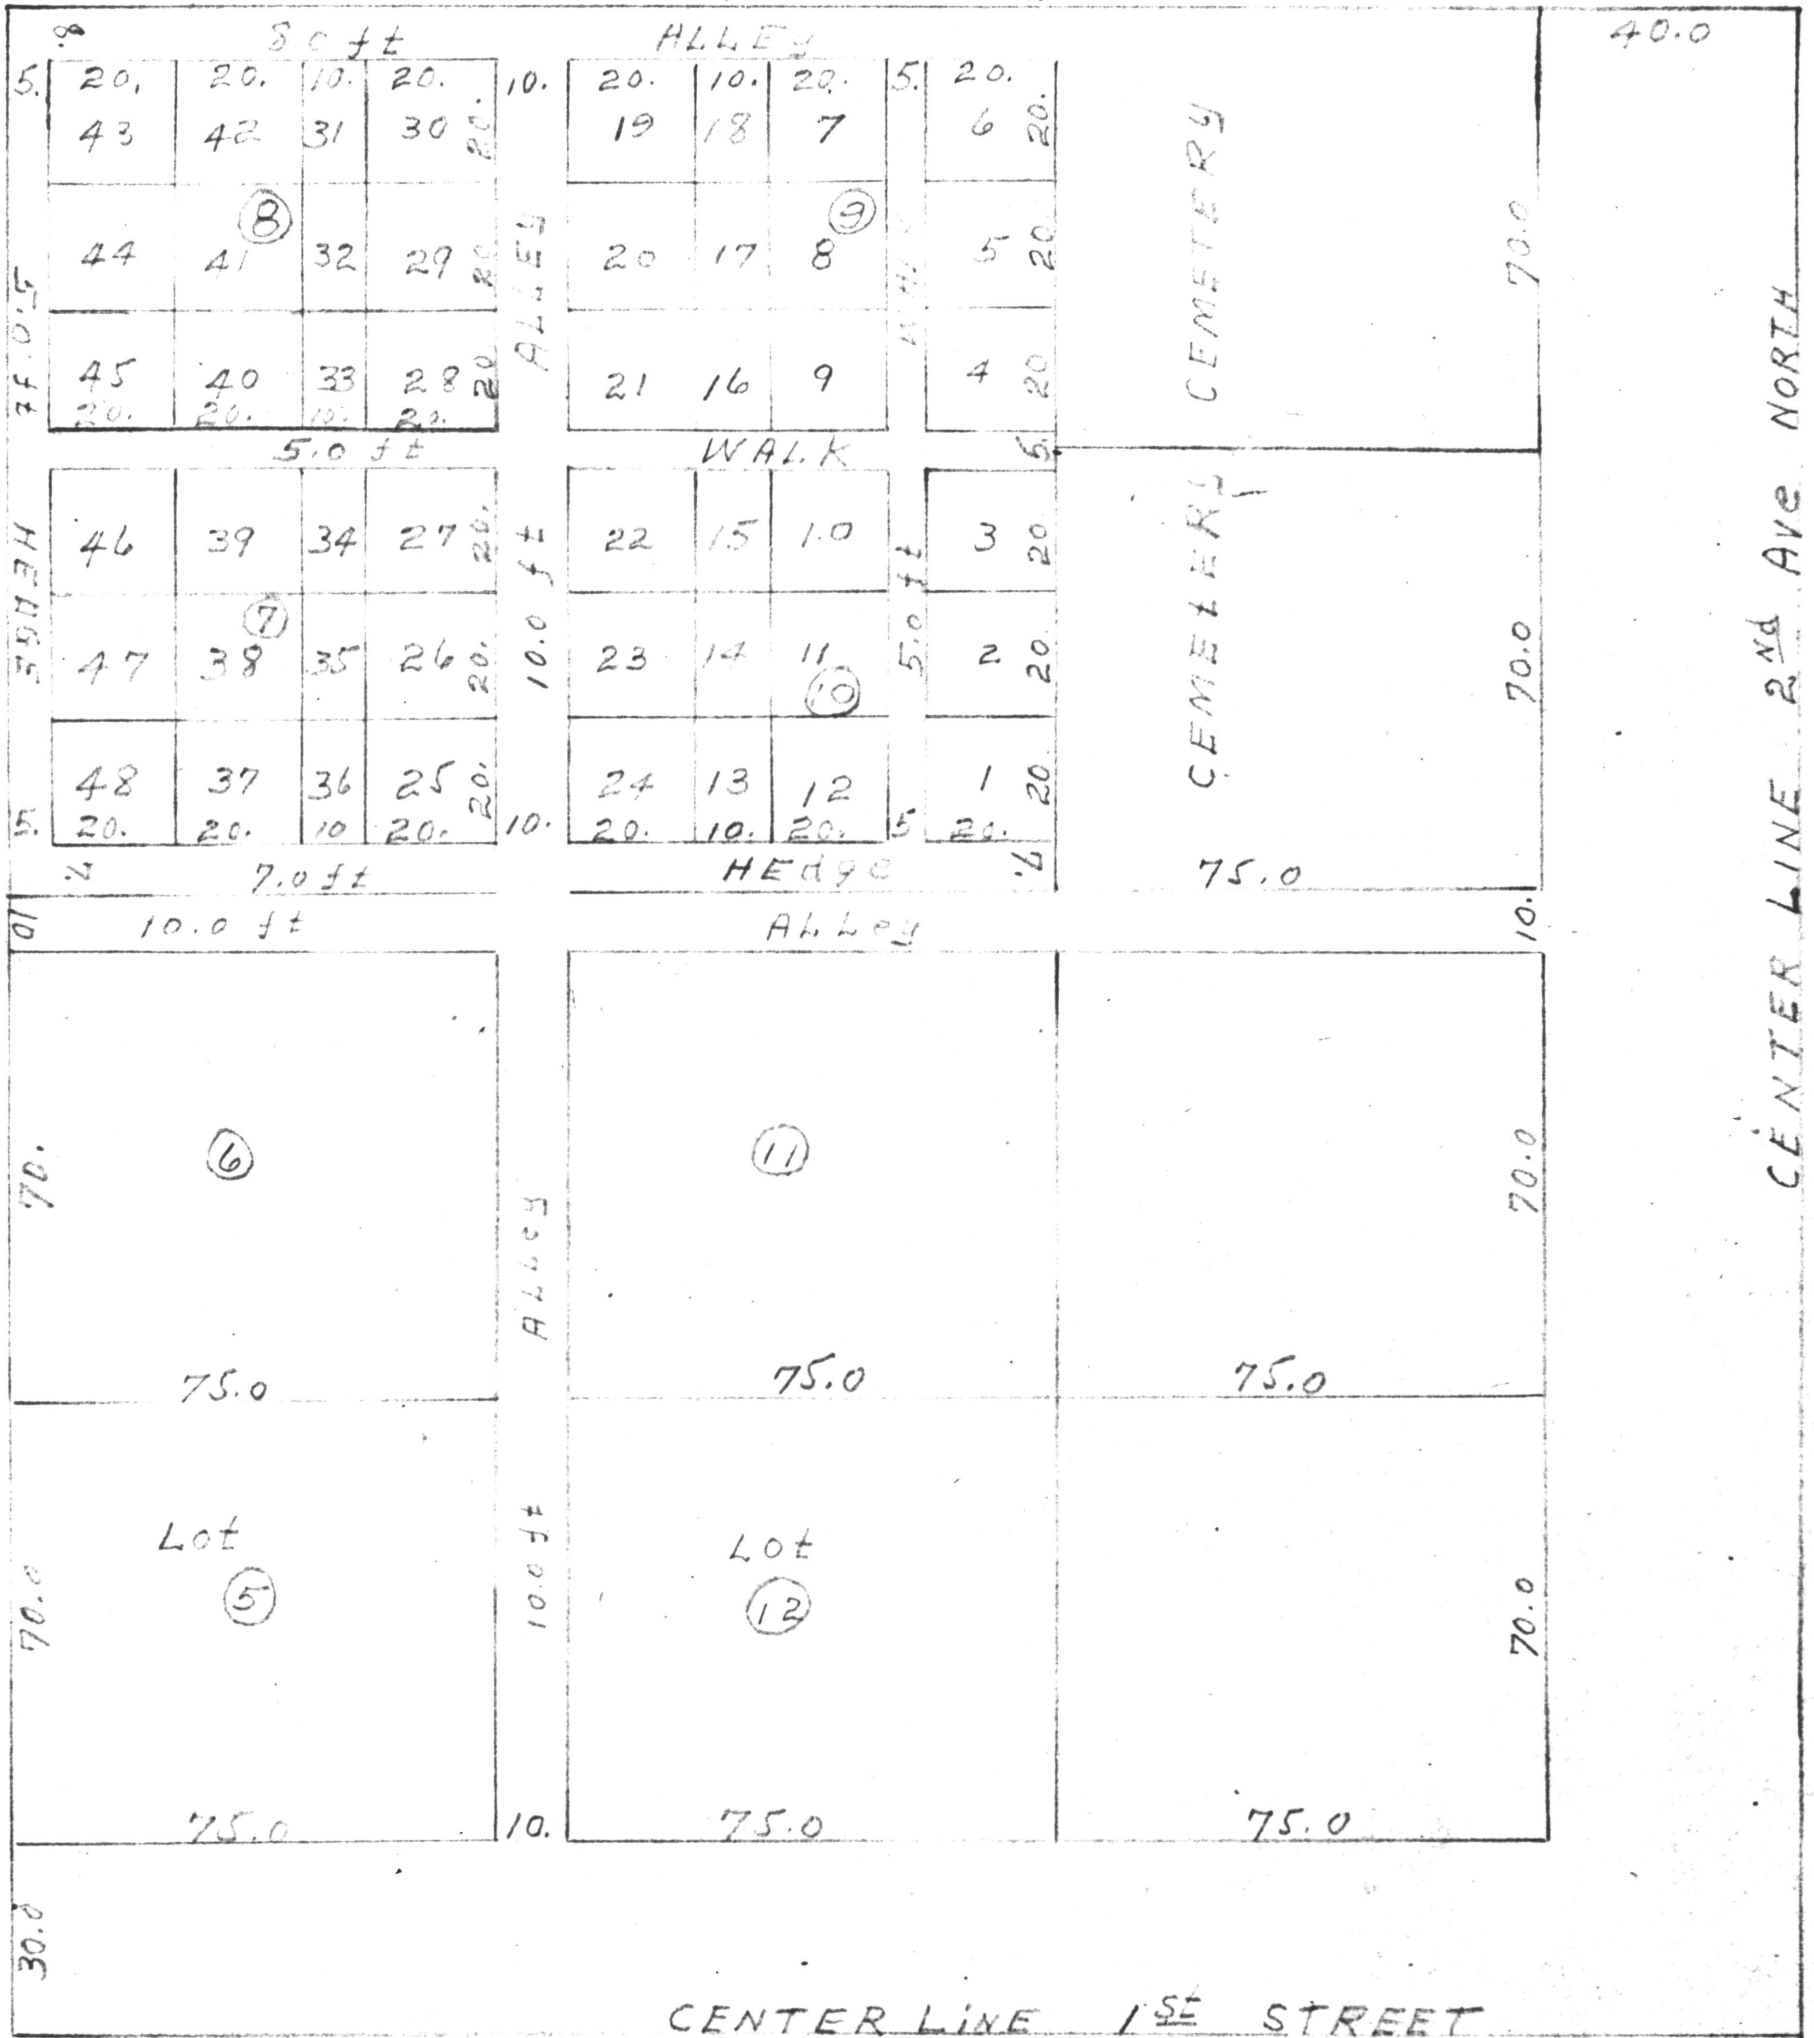 8. 8.0 ft ALLEY 40.0
5. 20. 20. 10. 20. 10. 20. 10. 20. 5. 20.
43 42 31 30 20. 19 18 7 6 20.
8 9
44 41 32 29 20 20 17 8 5 20
45 40 33 28 20 21 16 9 4 20
20. 20. 10. 20.
ALLEY
CEMETERY
70.0
5.0 ft WALK 5.
46 39 34 27 20. 22 15 10 3 20
7
47 38 35 26 20. 23 14 11 2 20.
10
48 37 36 25 20. 24 13 12 1 20
5. 20. 20. 10 20. 10. 20. 10. 20. 5 20.
5.0 ft
HEDGE
10.0 ft
5.0 ft
CEMETERY
70.0
7. 7.0 ft HEdge 7. 75.0
10 10.0 ft ALLey 10.
CENTER LINE 2Nd Ave NORTH
6 11
70. 70.0
ALLey
75.0 75.0 75.0
Lot Lot
5 12
70.0 10.0 ft 70.0
75.0 10. 75.0 75.0
30.0
CENTER LINE 1st STREET